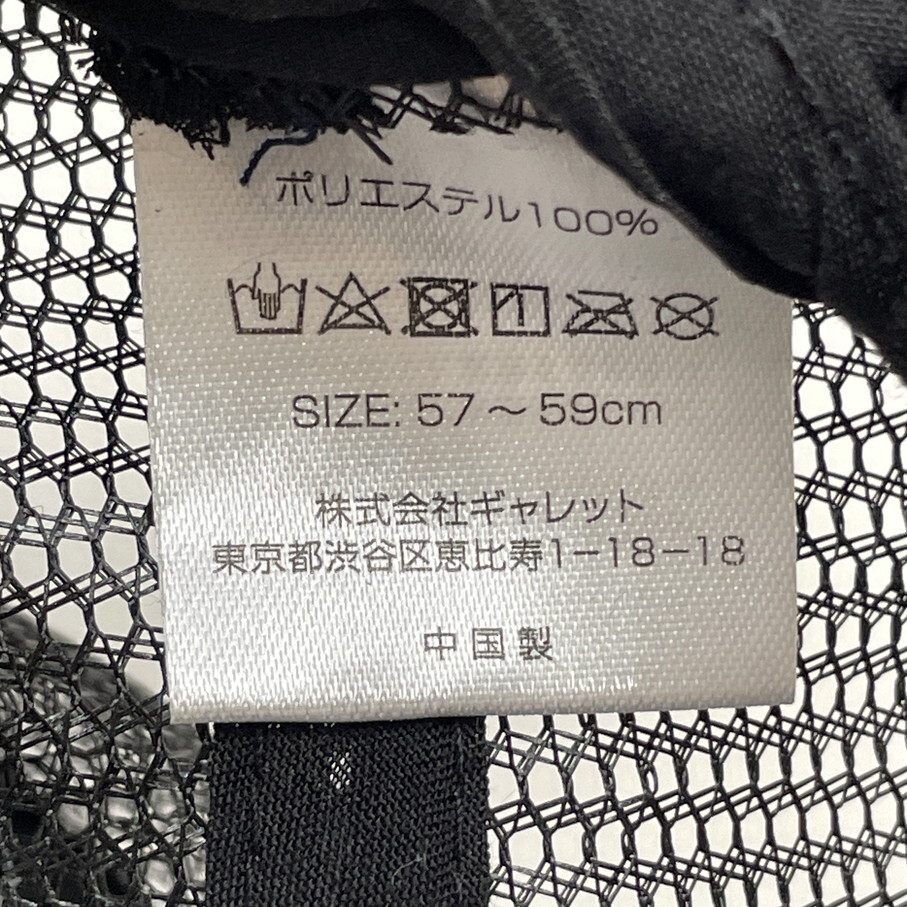 ポリエステル100%
SIZE: 57～59cm
株式会社ギャレット
東京都渋谷区恵比寿1-18-18
中国製